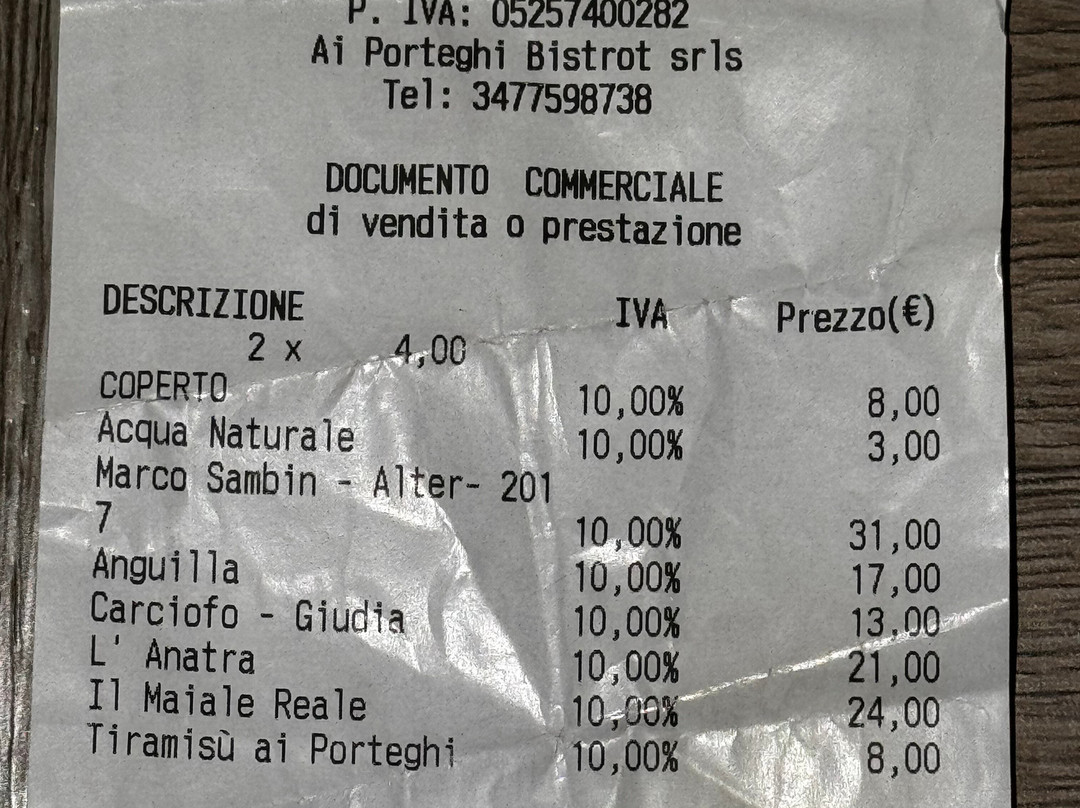 P. IVA: 05257400282
Ai Porteghi Bistrot srls
Tel: 3477598738
DOCUMENTO COMMERCIALE
di vendita o prestazione
DESCRIZIONE IVA Prezzo(€)
2 x 4,00
COPERTO 10,00% 8,00
Acqua Naturale 10,00% 3,00
Marco Sambin - Alter- 201
7 10,00% 31,00
Anguilla 10,00% 17,00
Carciofo - Giudia 10,00% 13,00
L' Anatra 10,00% 21,00
Il Maiale Reale 10,00% 24,00
Tiramisù ai Porteghi 10,00% 8,00